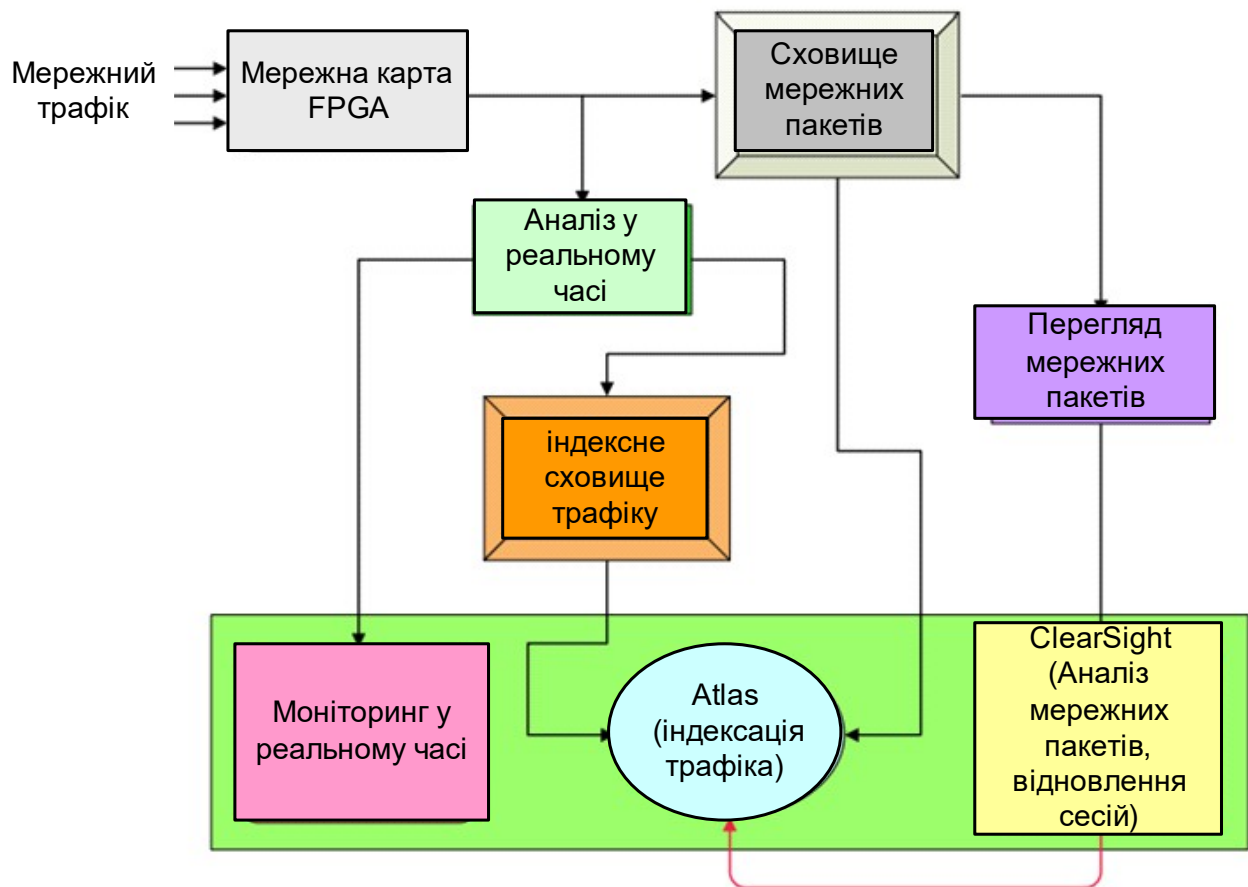 Мережний
трафік
Мережна карта
FPGA
Сховище
мережних
пакетів
Аналіз у
реальному
часі
Перегляд
мережних
пакетів
індексне
сховище
трафіку
Моніторинг у
реальному часі
Atlas
(індексація
трафіка)
ClearSight
(Аналіз
мережних
пакетів,
відновлення
сесій)